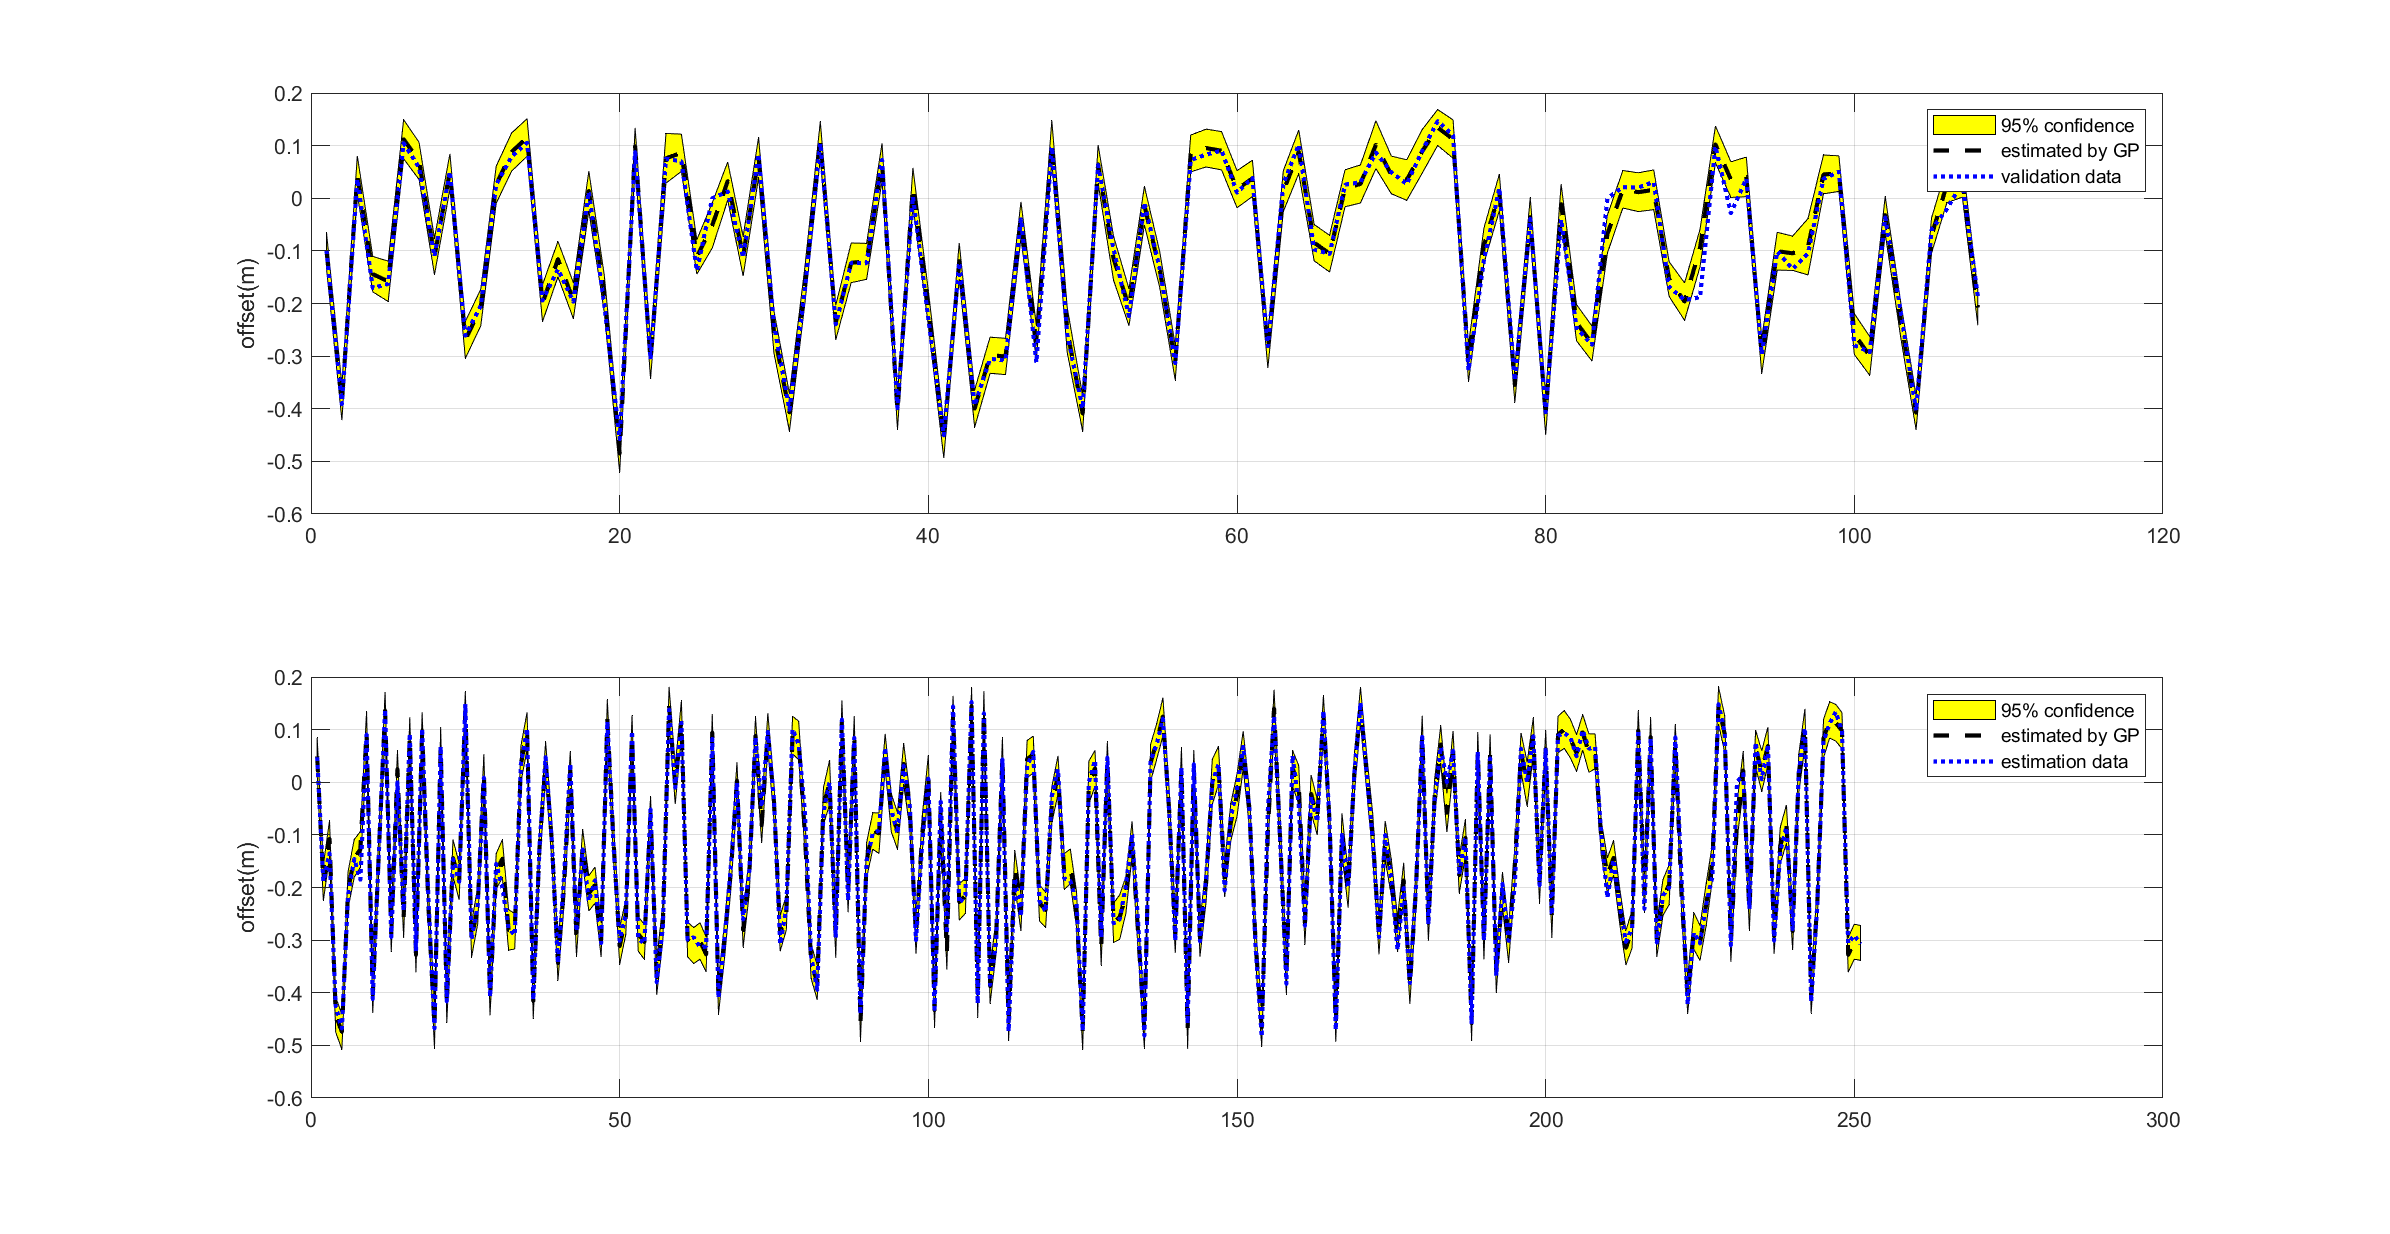 0.2
0.1
0
-0.1
-0.2
-0.3
-0.4
-0.5
-0.6
offset(m)
95% confidence
estimated by GP
validation data
0 20 40 60 80 100 120
0.2
0.1
0
-0.1
-0.2
-0.3
-0.4
-0.5
-0.6
offset(m)
95% confidence
estimated by GP
estimation data
0 50 100 150 200 250 300